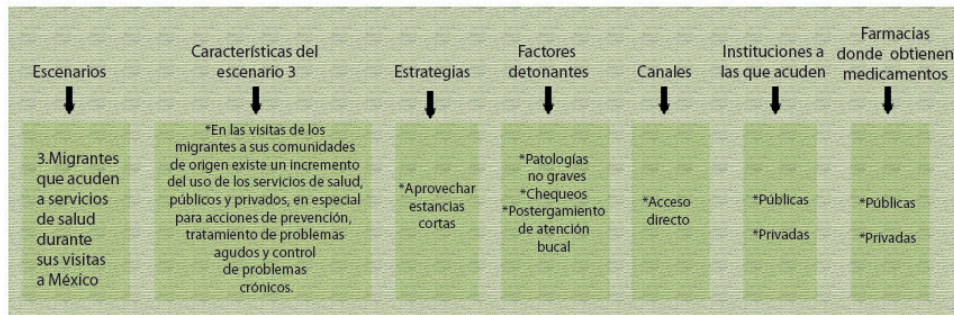 Escenarios
Características del
escenario 3
Estrategias
Factores
detonantes
Canales
Instituciones a
las que acuden
Farmacias
donde obtienen
medicamentos
3.Migrantes
que acuden
a servicios
de salud
durante
sus visitas
a México
*En las visitas de los
migrantes a sus comunidades
de origen existe un incremento
del uso de los servicios de salud,
públicos y privados, en especial
para acciones de prevención,
tratamiento de problemas
agudos y control
de problemas
crónicos.
*Aprovechar
estancias
cortas
*Patologías
no graves
*Chequeos
*Postergamiento
de atención
bucal
*Acceso
directo
*Públicas
*Privadas
*Públicas
*Privadas